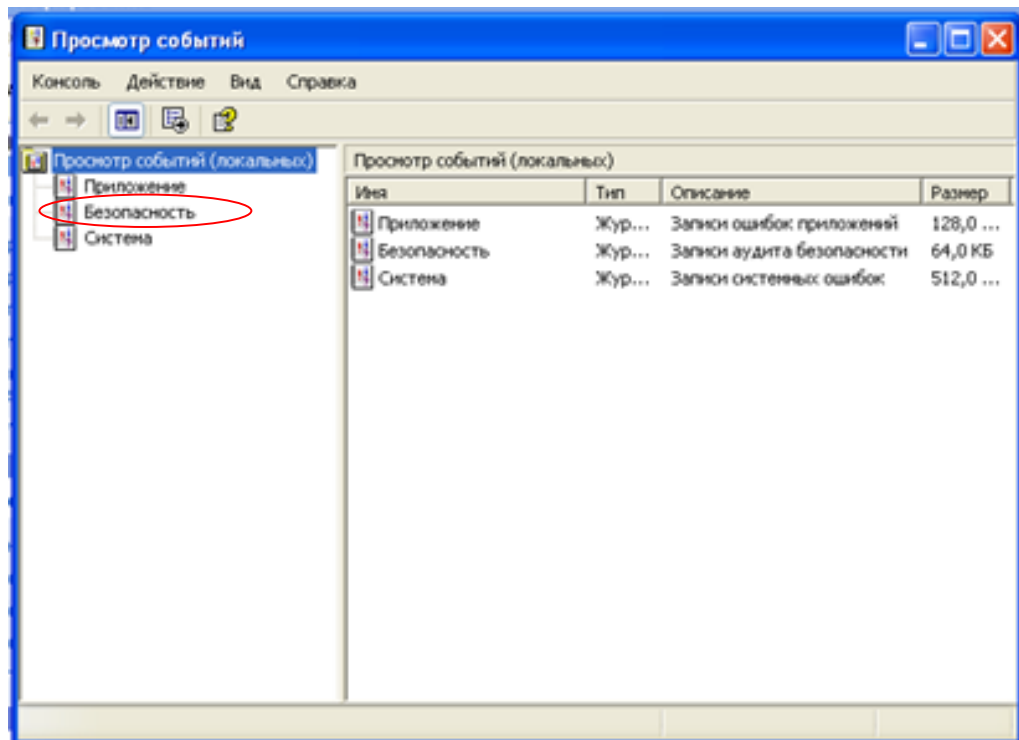 Просмотр событий
Консоль Действие Вид Справка
Просмотр событий (локальных)
Приложение
Безопасность
Система
Просмотр событий (локальных)
Имя Тип Описание Размер
Приложение Жур... Записи ошибок приложений 128,0 ...
Безопасность Жур... Записи аудита безопасности 64,0 КБ
Система Жур... Записи системных ошибок 512,0 ...